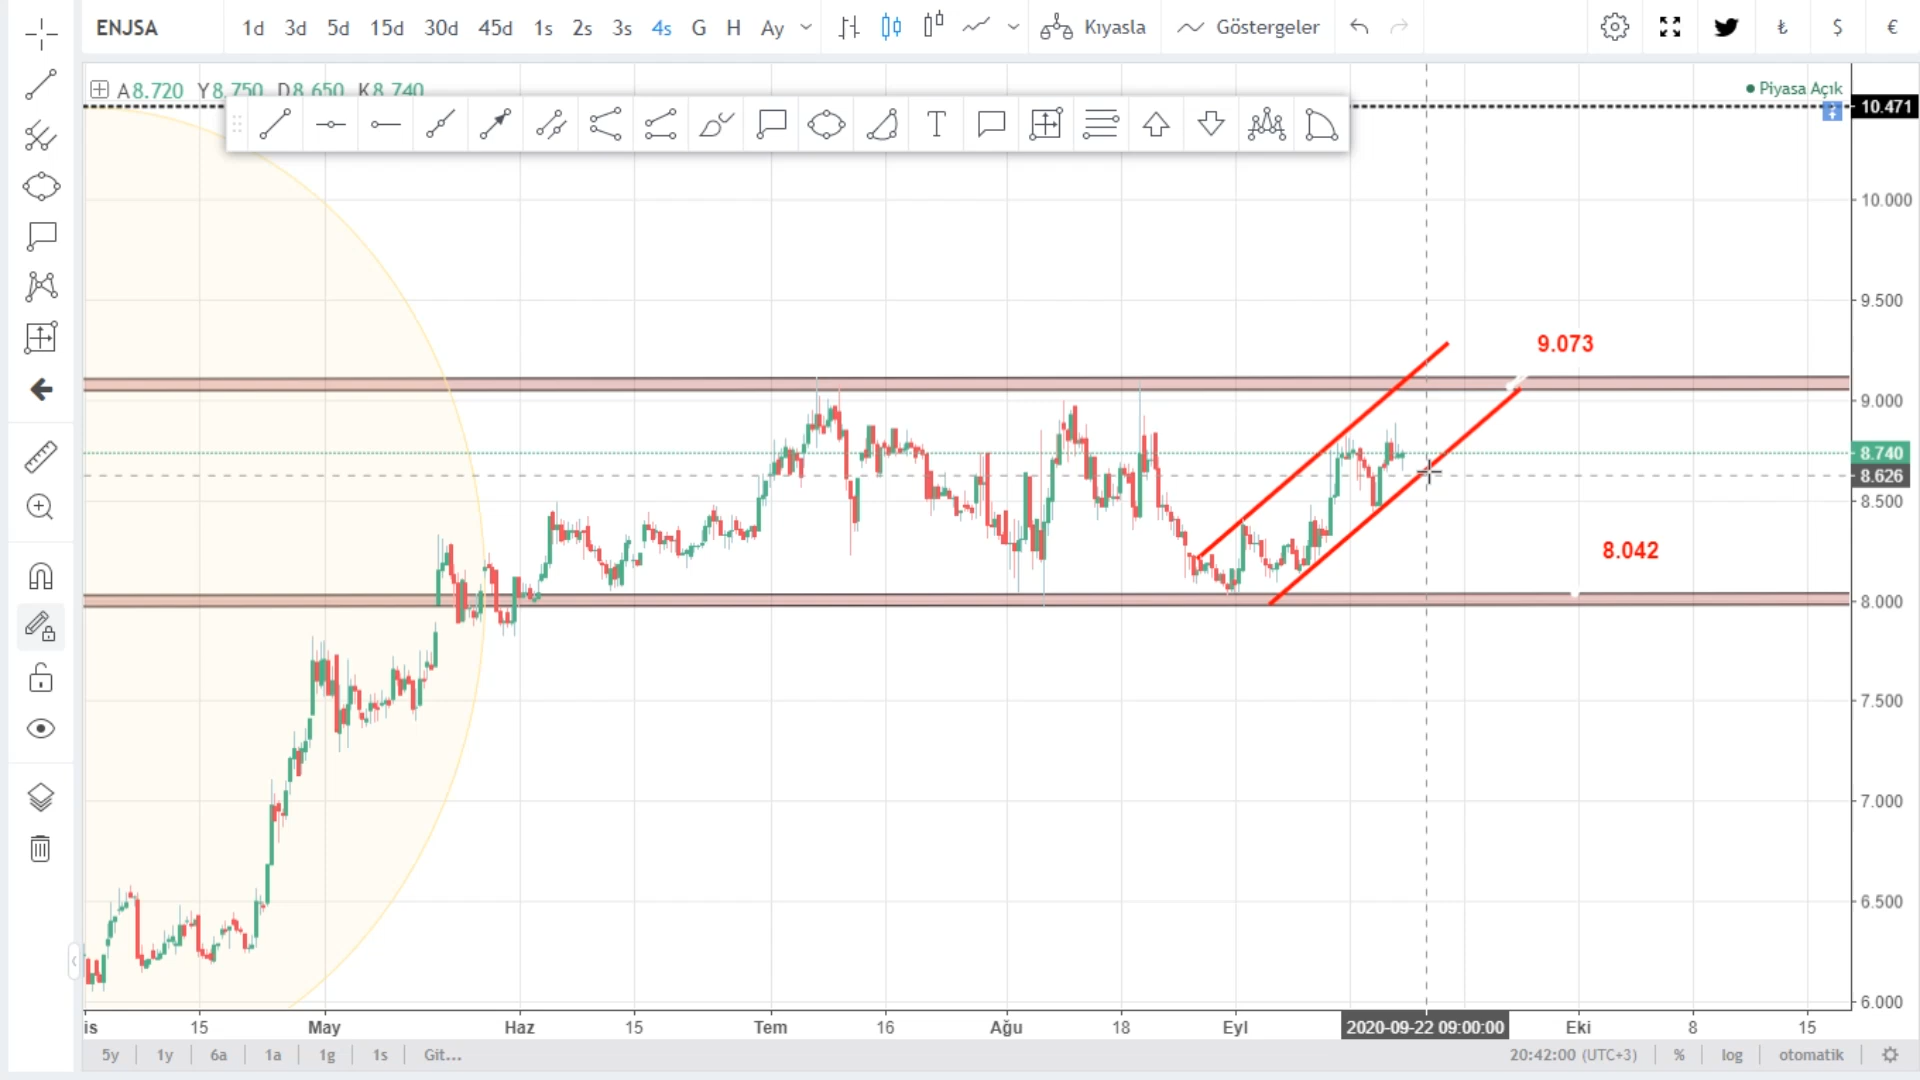 ENJSA 1d 3d 5d 15d 30d 45d 1s 2s 3s 4s G H Ay Kıyasla Göstergeler ₺ $ €
A8.720 Y8.750 D8.650 K8.740
Piyasa Açık
10.471
10.000
9.500
9.073
9.000
8.740
8.626
8.500
8.042
8.000
7.500
7.000
6.500
6.000
is 15 May Haz 15 Tem 16 Ağu 18 Eyl 2020-09-22 09:00:00 Eki 8 15
5y 1y 6a 1a 1g 1s Git... 20:42:00 (UTC+3) % log otomatik